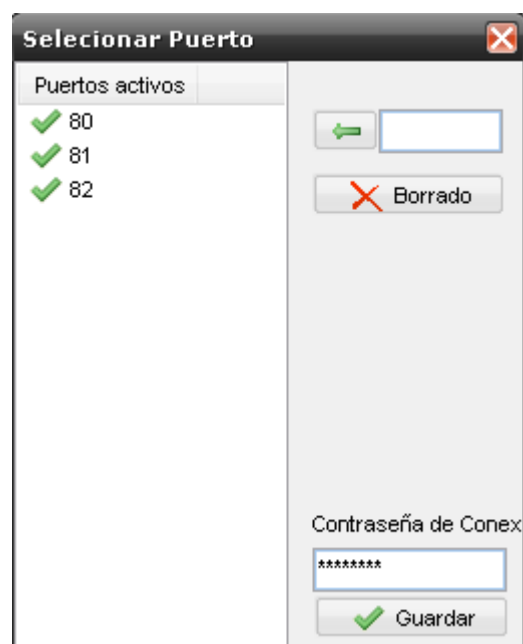 Selecionar Puerto
Puertos activos
80
81
82
Borrado
Contraseña de Conex
********
Guardar